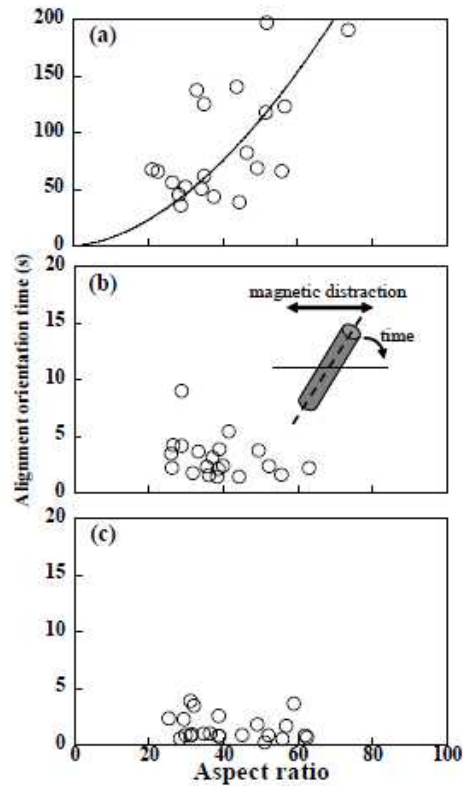 200
(a)
150
100
50
0
20
(b)
magnetic distraction
15
time
10
5
0
20
(c)
15
10
5
0
0 20 40 60 80 100
Aspect ratio
Alignment orientation time (s)